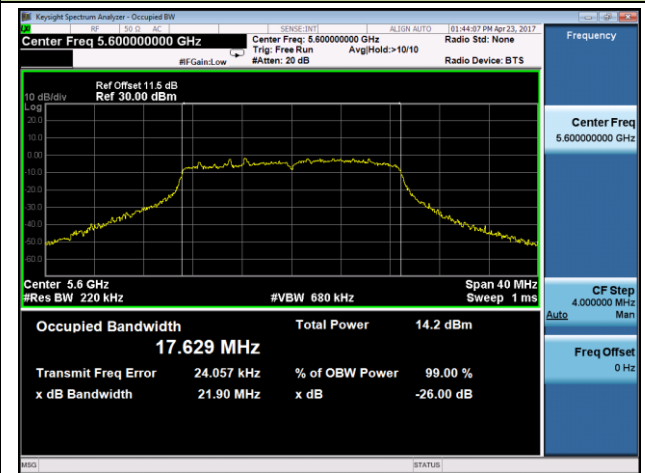 Keysight Spectrum Analyzer - Occupied BW
RF 50 Ω AC SENSE:INT ALIGN AUTO 01:44:07 PM Apr 23, 2017
Center Freq 5.600000000 GHz
Center Freq: 5.600000000 GHz
Radio Std: None
Trig: Free Run Avg|Hold:>10/10
#IFGain:Low #Atten: 20 dB Radio Device: BTS
Frequency
Ref Offset 11.5 dB
10 dB/div Ref 30.00 dBm
Log
20.0
10.0
0.00
-10.0
-20.0
-30.0
-40.0
-50.0
-60.0
Center 5.6 GHz Span 40 MHz
#Res BW 220 kHz #VBW 680 kHz Sweep 1 ms
Occupied Bandwidth Total Power 14.2 dBm
17.629 MHz
Transmit Freq Error 24.057 kHz % of OBW Power 99.00 %
x dB Bandwidth 21.90 MHz x dB -26.00 dB
Center Freq
5.600000000 GHz
CF Step
4.000000 MHz
Auto Man
Freq Offset
0 Hz
MSG STATUS